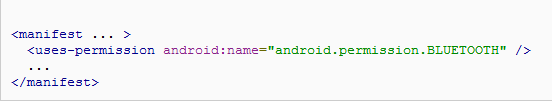 <manifest ... >
<uses-permission android:name="android.permission.BLUETOOTH" />
...
</manifest>